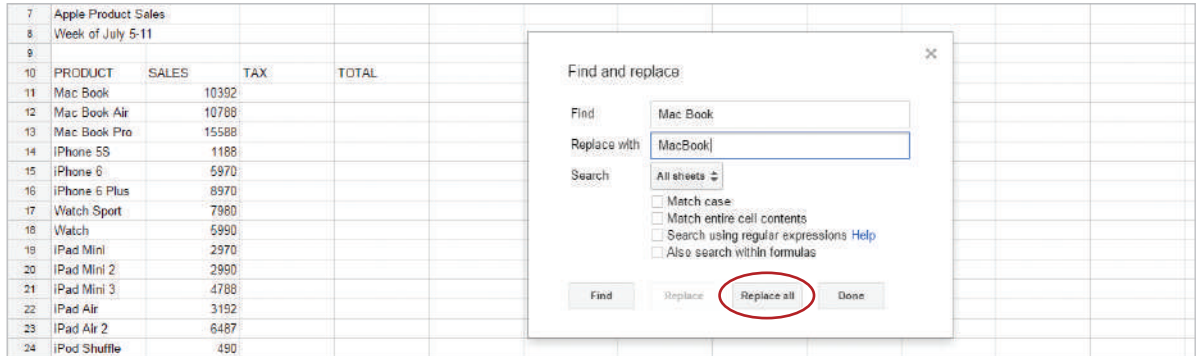 7 Apple Product Sales
8 Week of July 5-11
9
10 PRODUCT SALES TAX TOTAL
11 Mac Book 10392
12 Mac Book Air 10788
13 Mac Book Pro 15588
14 iPhone 5S 1188
15 iPhone 6 5970
16 iPhone 6 Plus 8970
17 Watch Sport 7980
18 Watch 5990
19 iPad Mini 2970
20 iPad Mini 2 2990
21 iPad Mini 3 4788
22 iPad Air 3192
23 iPad Air 2 6487
24 iPod Shuffle 490
Find and replace
Find Mac Book
Replace with MacBook
Search All sheets
Match case
Match entire cell contents
Search using regular expressions Help
Also search within formulas
Find Replace Replace all Done